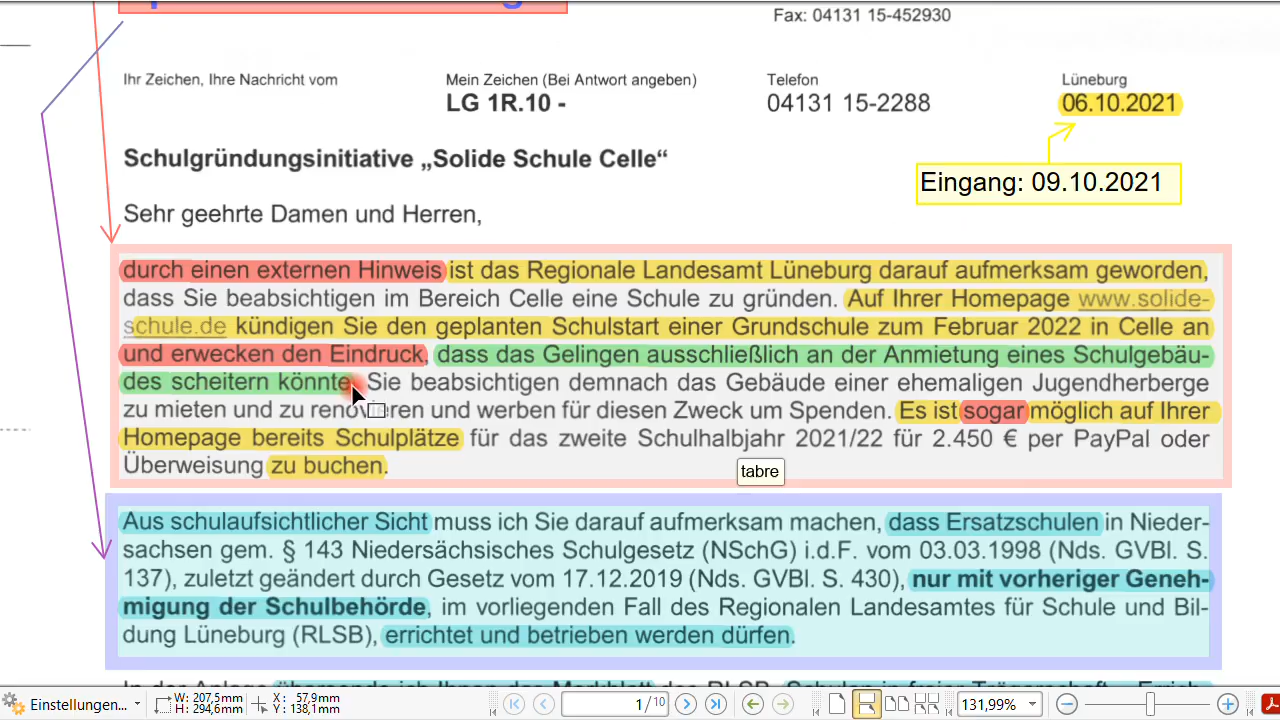 Fax: 04131 15-452930
Ihr Zeichen, Ihre Nachricht vom
Mein Zeichen (Bei Antwort angeben)
Telefon
Lüneburg
LG 1R.10 -
04131 15-2288
06.10.2021
Schulgründungsinitiative „Solide Schule Celle“
Eingang: 09.10.2021
Sehr geehrte Damen und Herren,
durch einen externen Hinweis ist das Regionale Landesamt Lüneburg darauf aufmerksam geworden,
dass Sie beabsichtigen im Bereich Celle eine Schule zu gründen. Auf Ihrer Homepage www.solide-
schule.de kündigen Sie den geplanten Schulstart einer Grundschule zum Februar 2022 in Celle an
und erwecken den Eindruck, dass das Gelingen ausschließlich an der Anmietung eines Schulgebäu-
des scheitern könnte. Sie beabsichtigen demnach das Gebäude einer ehemaligen Jugendherberge
zu mieten und zu renovieren und werben für diesen Zweck um Spenden. Es ist sogar möglich auf Ihrer
Homepage bereits Schulplätze für das zweite Schulhalbjahr 2021/22 für 2.450 € per PayPal oder
Überweisung zu buchen.
tabre
Aus schulaufsichtlicher Sicht muss ich Sie darauf aufmerksam machen, dass Ersatzschulen in Nieder-
sachsen gem. § 143 Niedersächsisches Schulgesetz (NSchG) i.d.F. vom 03.03.1998 (Nds. GVBl. S.
137), zuletzt geändert durch Gesetz vom 17.12.2019 (Nds. GVBl. S. 430), nur mit vorheriger Geneh-
migung der Schulbehörde, im vorliegenden Fall des Regionalen Landesamtes für Schule und Bil-
dung Lüneburg (RLSB), errichtet und betrieben werden dürfen.
Einstellungen...
W: 207,5mm
H: 294,6mm
X: 57,9mm
Y: 138,1mm
1/10
131,99%